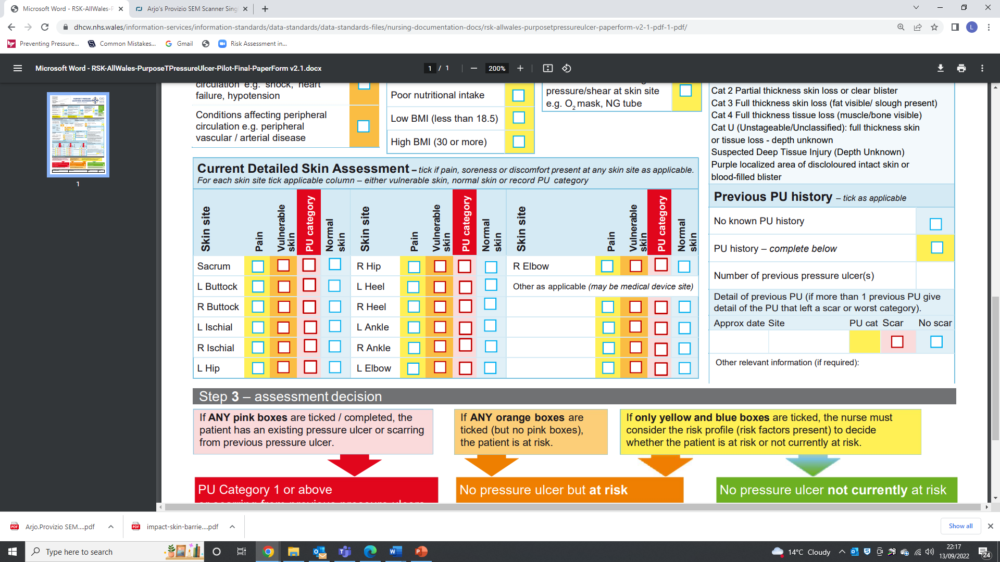 Microsoft Word - RSK-AllWales-P
Arjo's Provizio SEM Scanner Sing
dhcw.nhs.wales/information-services/information-standards/data-standards/data-standards-files/nursing-documentation-docs/rsk-allwales-purposetpressureulcer-paperform-v2-1-pdf-1-pdf/
L
Preventing Pressure...
Common Mistakes...
Gmail
Risk Assessment in...
Microsoft Word - RSK-AllWales-PurposeTPressureUlcer-Pilot-Final-PaperForm v2.1.docx
1 / 1
200%
1
circulation e.g. shock, heart
failure, hypotension
Conditions affecting peripheral
circulation e.g. peripheral
vascular / arterial disease
Poor nutritional intake
Low BMI (less than 18.5)
High BMI (30 or more)
pressure/shear at skin site
e.g. O2 mask, NG tube
Cat 2 Partial thickness skin loss or clear blister
Cat 3 Full thickness skin loss (fat visible/ slough present)
Cat 4 Full thickness tissue loss (muscle/bone visible)
Cat U (Unstageable/Unclassified): full thickness skin
or tissue loss - depth unknown
Suspected Deep Tissue Injury (Depth Unknown)
Purple localized area of discloloured intact skin or
blood-filled blister
Current Detailed Skin Assessment – tick if pain, soreness or discomfort present at any skin site as applicable.
For each skin site tick applicable column – either vulnerable skin, normal skin or record PU category
Skin site
Pain
Vulnerable skin
PU category
Normal skin
Skin site
Pain
Vulnerable skin
PU category
Normal skin
Skin site
Pain
Vulnerable skin
PU category
Normal skin
Sacrum
R Hip
R Elbow
L Buttock
L Heel
Other as applicable (may be medical device site)
R Buttock
R Heel
L Ischial
L Ankle
R Ischial
R Ankle
L Hip
L Elbow
Previous PU history – tick as applicable
No known PU history
PU history – complete below
Number of previous pressure ulcer(s)
Detail of previous PU (if more than 1 previous PU give
detail of the PU that left a scar or worst category).
Approx date Site PU cat Scar No scar
Other relevant information (if required):
Step 3 – assessment decision
If ANY pink boxes are ticked / completed, the
patient has an existing pressure ulcer or scarring
from previous pressure ulcer.
If ANY orange boxes are
ticked (but no pink boxes),
the patient is at risk.
If only yellow and blue boxes are ticked, the nurse must
consider the risk profile (risk factors present) to decide
whether the patient is at risk or not currently at risk.
PU Category 1 or above
or scarring from previous pressure ulcers
No pressure ulcer but at risk
No pressure ulcer not currently at risk
Arjo.Provizio SEM....pdf
impact-skin-barrie....pdf
Show all
Type here to search
14°C Cloudy
22:17
13/09/2022
24